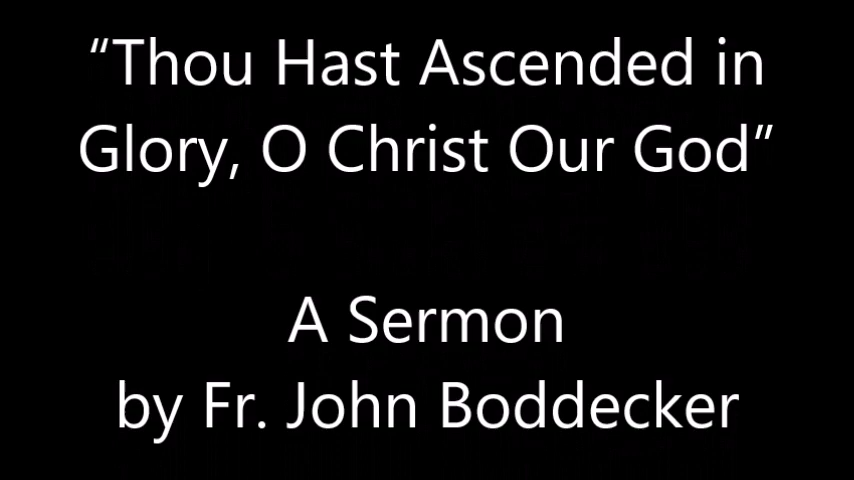 “Thou Hast Ascended in
Glory, O Christ Our God”
A Sermon
by Fr. John Boddecker